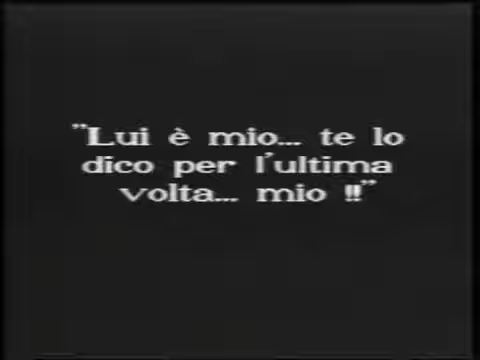 "Lui è mio... te lo
dico per l'ultima
volta... mio !!"